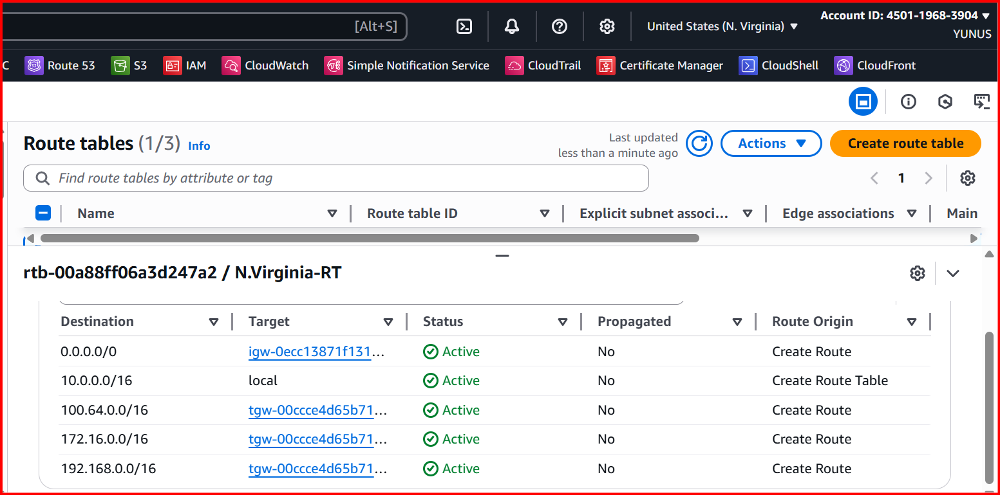 [Alt+S]
United States (N. Virginia)
Account ID: 4501-1968-3904
YUNUS
C
Route 53
S3
IAM
CloudWatch
Simple Notification Service
CloudTrail
Certificate Manager
CloudShell
CloudFront
Route tables (1/3) Info
Last updated
less than a minute ago
Actions
Create route table
Find route tables by attribute or tag
1
Name Route table ID Explicit subnet associ... Edge associations Main
rtb-00a88ff06a3d247a2 / N.Virginia-RT
Destination Target Status Propagated Route Origin
0.0.0.0/0 igw-0ecc13871f131... Active No Create Route
10.0.0.0/16 local Active No Create Route Table
100.64.0.0/16 tgw-00ccce4d65b71... Active No Create Route
172.16.0.0/16 tgw-00ccce4d65b71... Active No Create Route
192.168.0.0/16 tgw-00ccce4d65b71... Active No Create Route